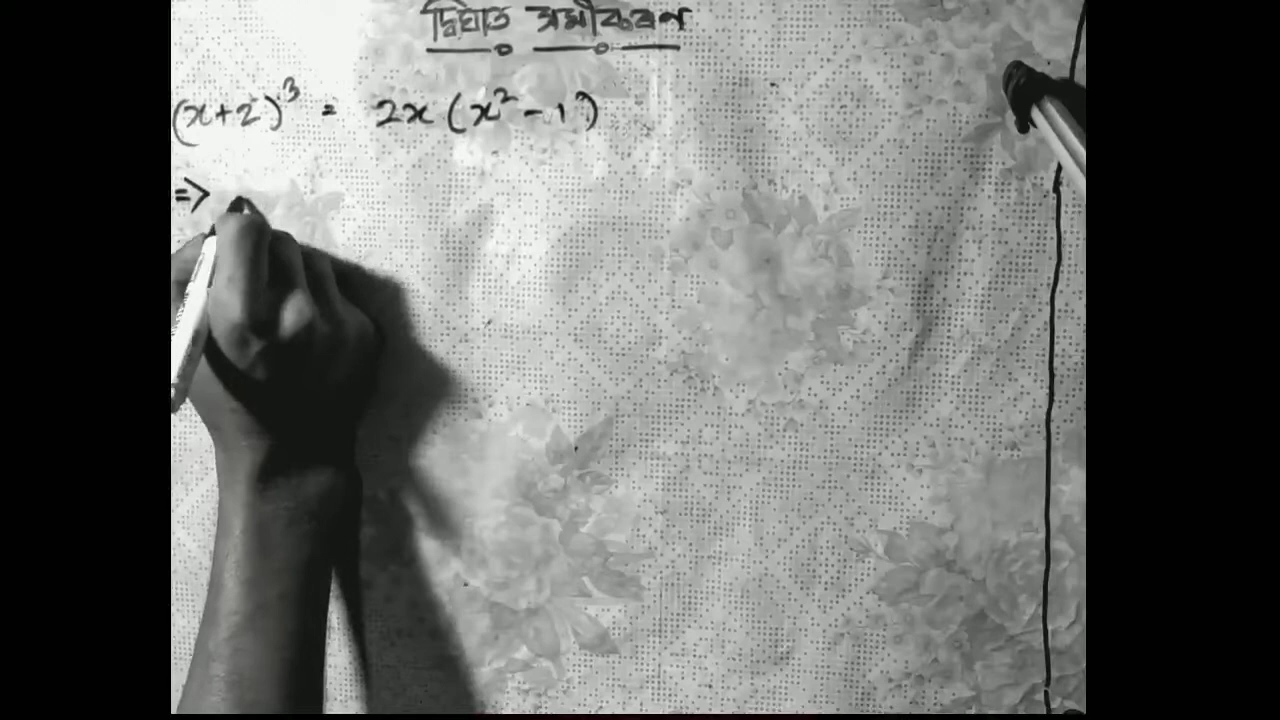 দ্বিঘাত সমীকরণ
(x+2)³ = 2x (x² - 1)
=>